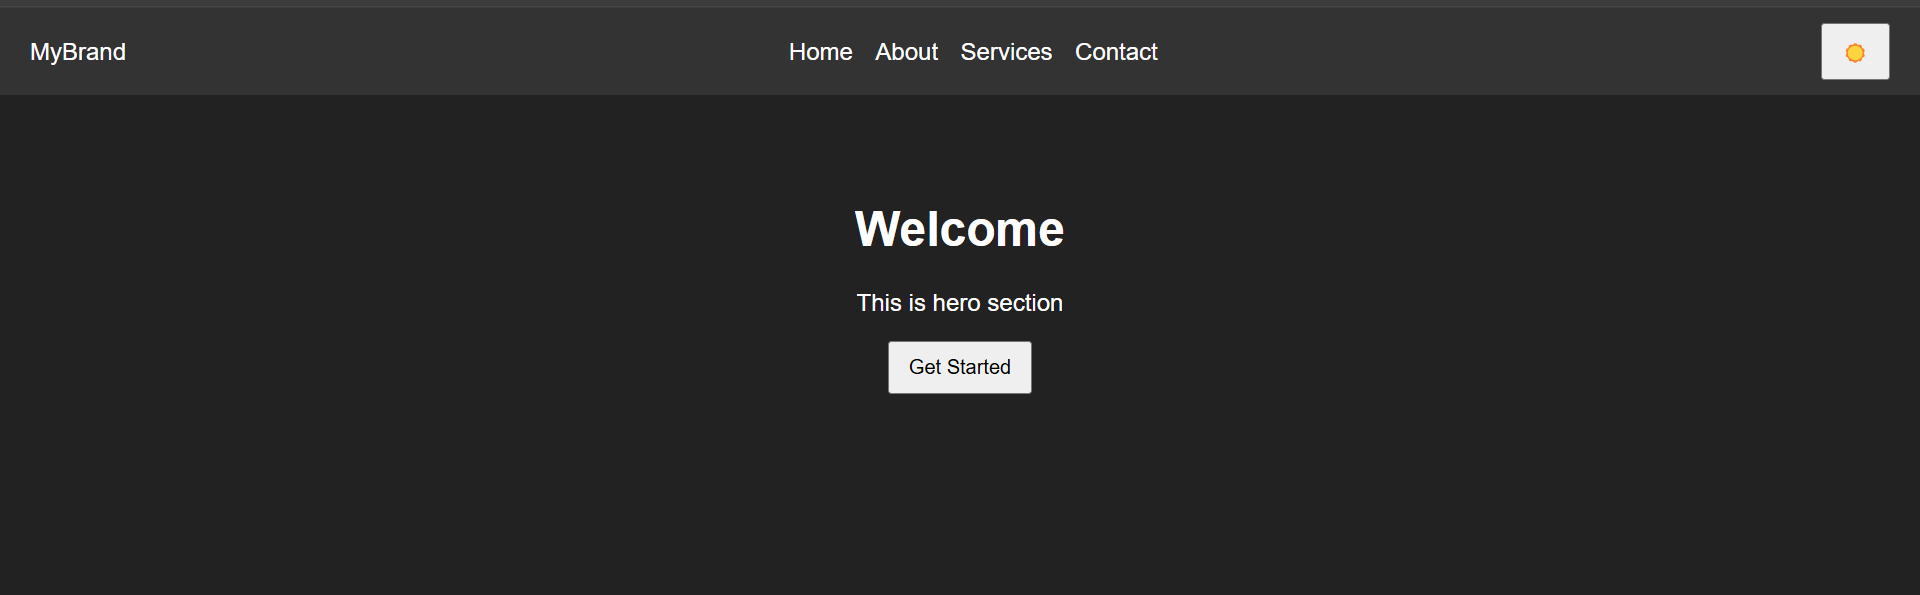 MyBrand Home About Services Contact
Welcome
This is hero section
Get Started